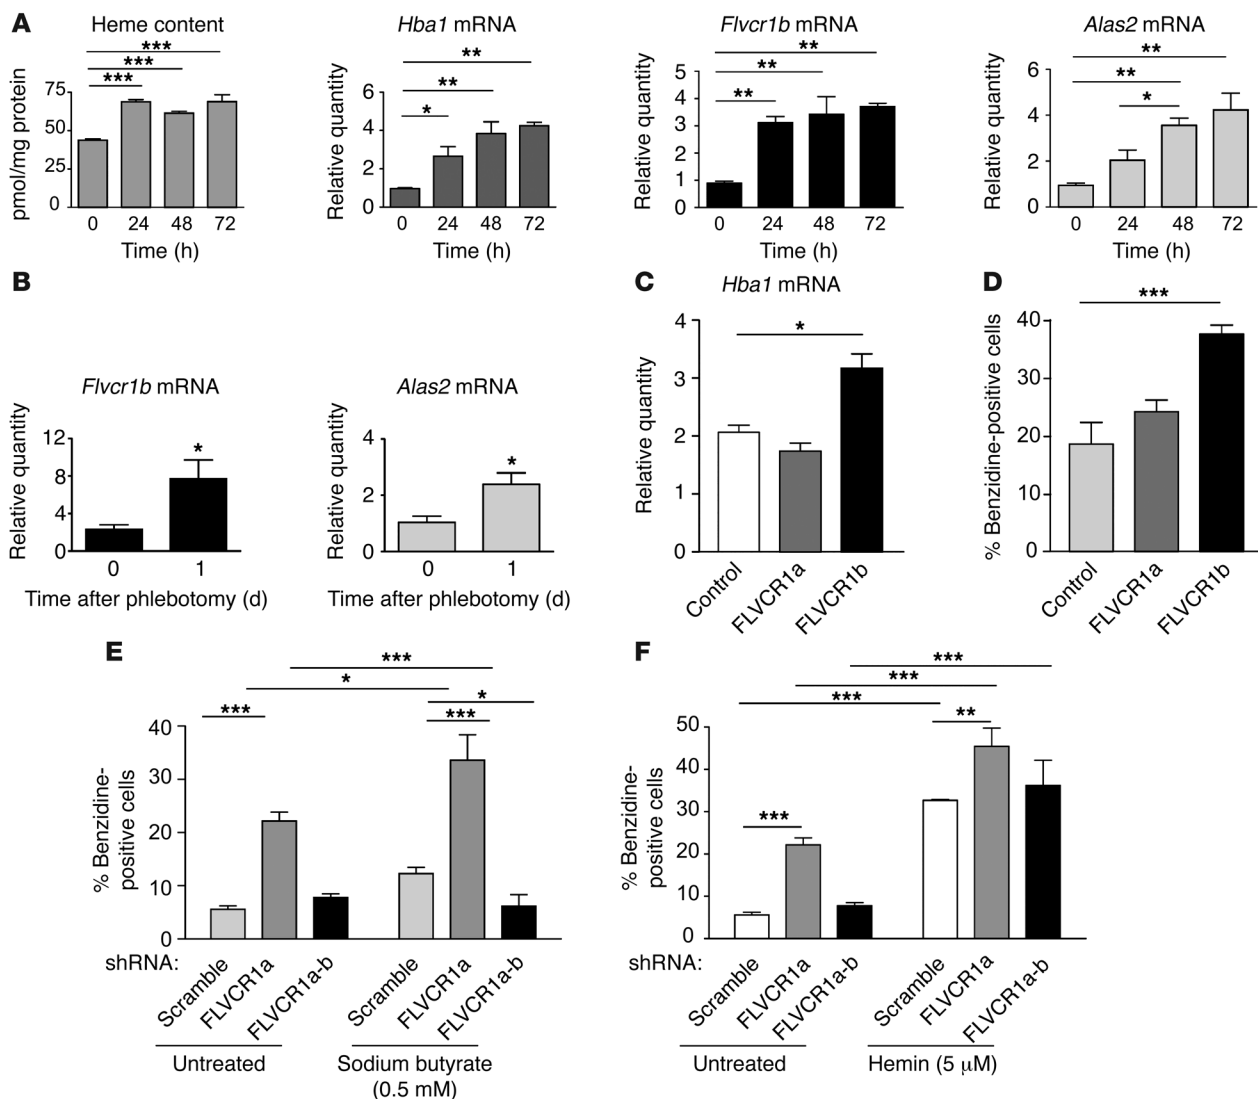 A
Heme content
***
***
***
pmol/mg protein
75
50
25
0
0 24 48 72
Time (h)
Hba1 mRNA
**
**
*
Relative quantity
6
4
2
0
0 24 48 72
Time (h)
Flvcr1b mRNA
**
**
**
Relative quantity
5
4
3
2
1
0
0 24 48 72
Time (h)
Alas2 mRNA
**
**
*
Relative quantity
6
4
2
0
0 24 48 72
Time (h)
B
Flvcr1b mRNA
Relative quantity
12
8
4
0
*
0 1
Time after phlebotomy (d)
Alas2 mRNA
Relative quantity
4
2
0
*
0 1
Time after phlebotomy (d)
C
Hba1 mRNA
*
Relative quantity
4
3
2
1
0
Control
FLVCR1a
FLVCR1b
D
***
% Benzidine-positive cells
40
30
20
10
0
Control
FLVCR1a
FLVCR1b
E
***
*
*
***
***
% Benzidine-
positive cells
40
30
20
10
0
shRNA:
Scramble
FLVCR1a
FLVCR1a-b
Scramble
FLVCR1a
FLVCR1a-b
Untreated
Sodium butyrate
(0.5 mM)
F
***
***
***
**
***
% Benzidine-
positive cells
50
40
30
20
10
0
shRNA:
Scramble
FLVCR1a
FLVCR1a-b
Scramble
FLVCR1a
FLVCR1a-b
Untreated
Hemin (5 μM)